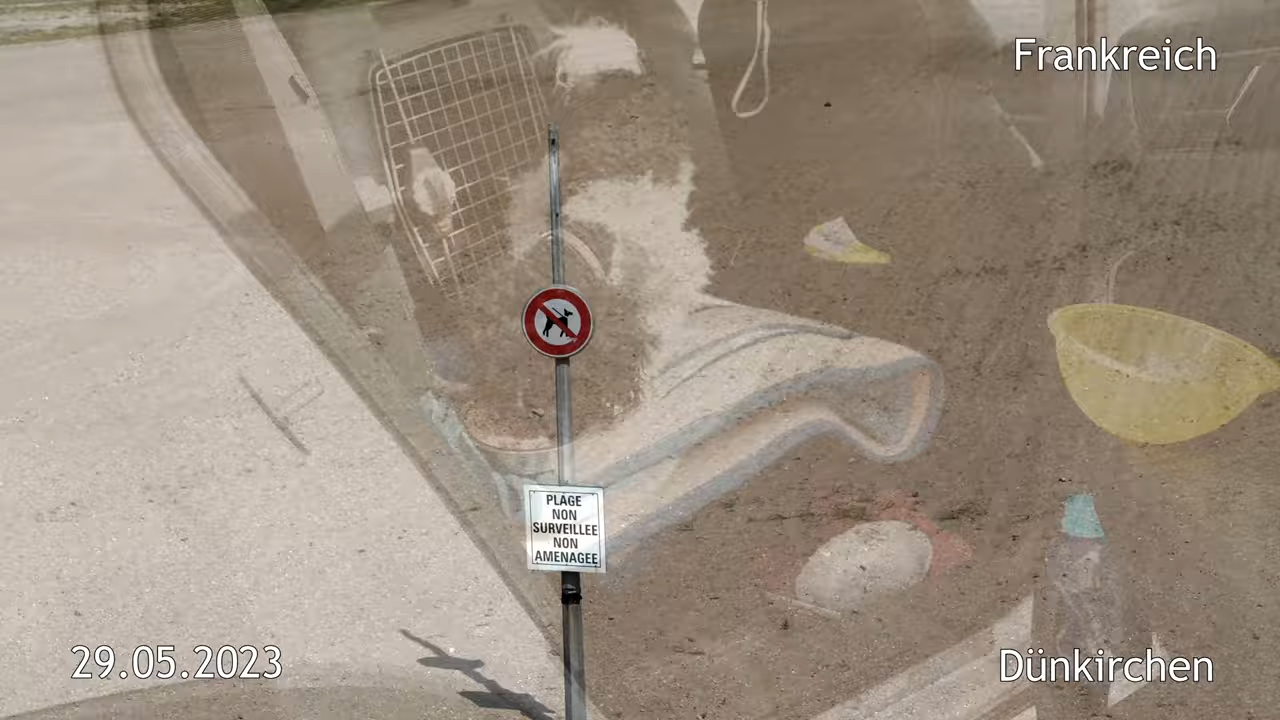 Frankreich
PLAGE
NON
SURVEILLEE
NON
AMENAGEE
29.05.2023
Dünkirchen